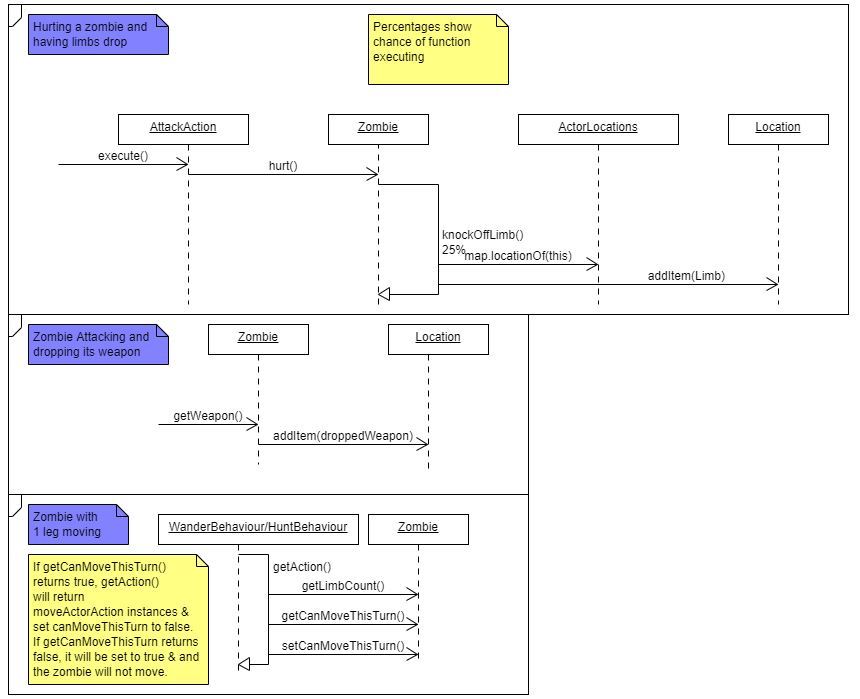 Hurting a zombie and
having limbs drop
Percentages show
chance of function
executing
AttackAction
Zombie
ActorLocations
Location
execute()
hurt()
knockOffLimb()
25%
map.locationOf(this)
addItem(Limb)
Zombie Attacking and
dropping its weapon
Zombie
Location
getWeapon()
addItem(droppedWeapon)
Zombie with
1 leg moving
WanderBehaviour/HuntBehaviour
Zombie
If getCanMoveThisTurn()
returns true, getAction()
will return
moveActorAction instances &
set canMoveThisTurn to false.
If getCanMoveThisTurn returns
false, it will be set to true & and
the zombie will not move.
getAction()
getLimbCount()
getCanMoveThisTurn()
setCanMoveThisTurn()